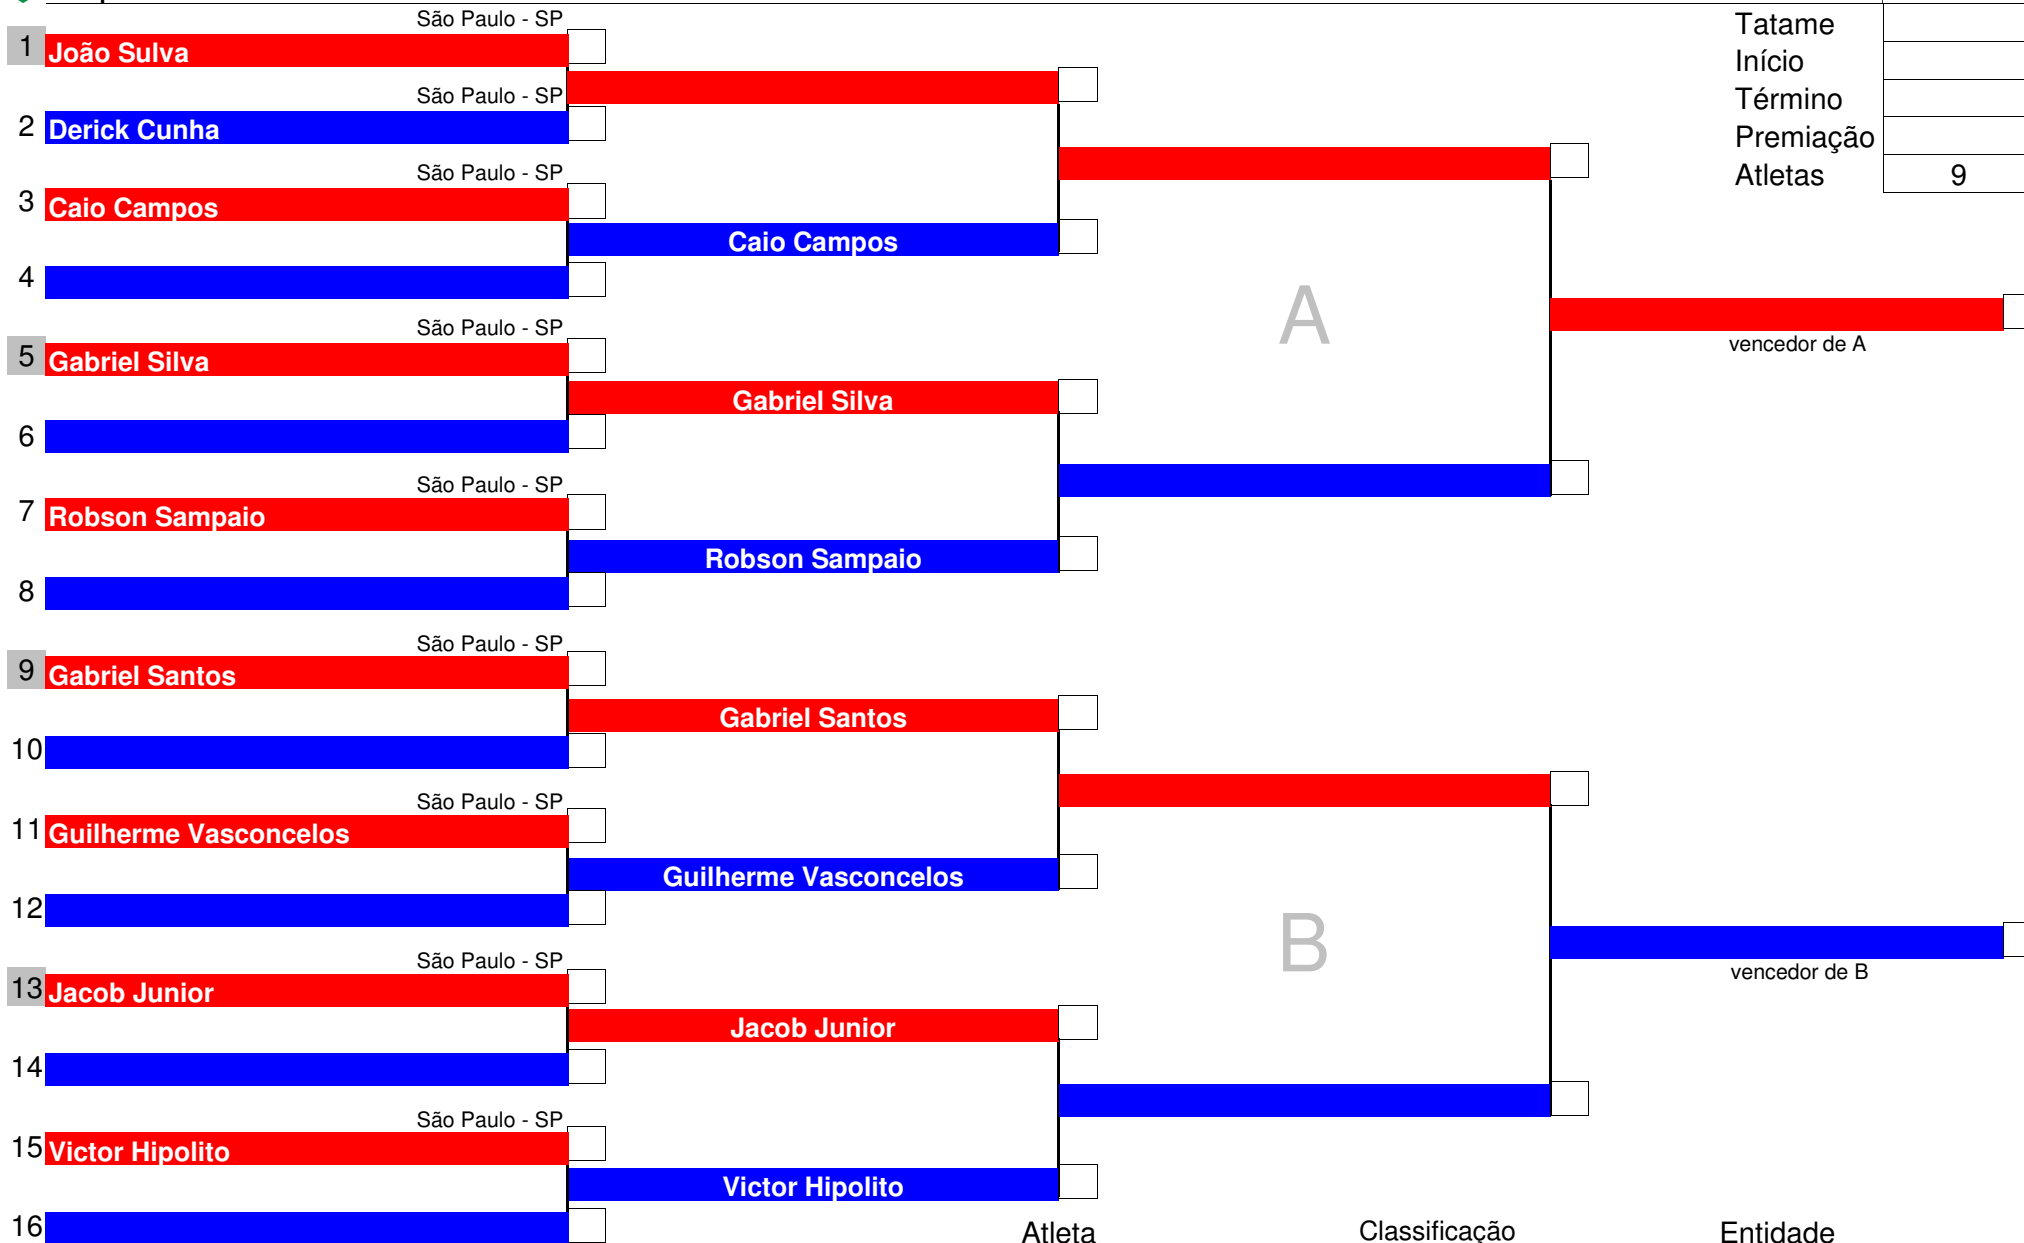 São Paulo - SP
1 João Sulva
São Paulo - SP
2 Derick Cunha
São Paulo - SP
3 Caio Campos
Caio Campos
4
São Paulo - SP
5 Gabriel Silva
Gabriel Silva
6
São Paulo - SP
7 Robson Sampaio
Robson Sampaio
8
São Paulo - SP
9 Gabriel Santos
Gabriel Santos
10
São Paulo - SP
11 Guilherme Vasconcelos
Guilherme Vasconcelos
12
São Paulo - SP
13 Jacob Junior
Jacob Junior
14
São Paulo - SP
15 Victor Hipolito
Victor Hipolito
16
A
B
Tatame
Início
Término
Premiação
Atletas 9
vencedor de A
vencedor de B
Atleta Classificação Entidade